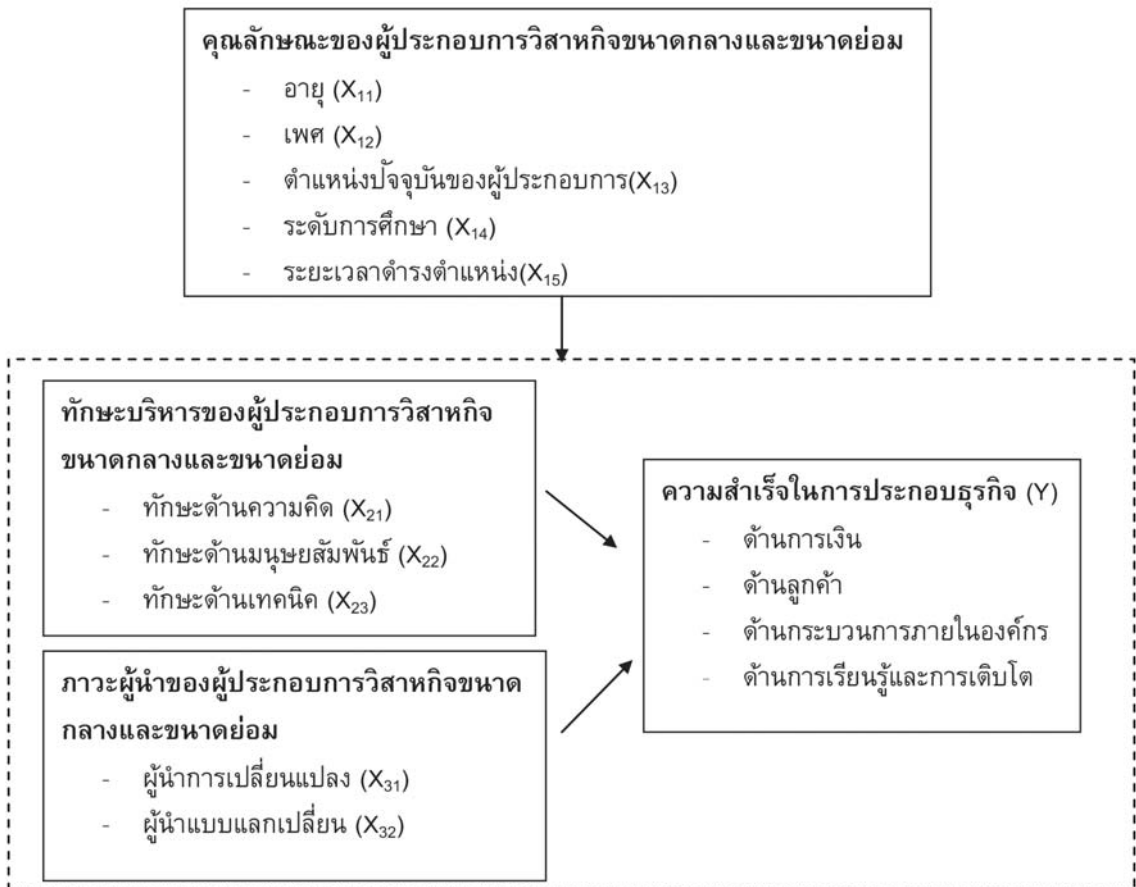 คุณลักษณะของผู้ประกอบการวิสาหกิจขนาดกลางและขนาดย่อม
- อายุ (X₁₁)
- เพศ (X₁₂)
- ตำแหน่งปัจจุบันของผู้ประกอบการ(X₁₃)
- ระดับการศึกษา (X₁₄)
- ระยะเวลาดำรงตำแหน่ง(X₁₅)
ทักษะบริหารของผู้ประกอบการวิสาหกิจ
ขนาดกลางและขนาดย่อม
- ทักษะด้านความคิด (X₂₁)
- ทักษะด้านมนุษยสัมพันธ์ (X₂₂)
- ทักษะด้านเทคนิค (X₂₃)
ภาวะผู้นำของผู้ประกอบการวิสาหกิจขนาด
กลางและขนาดย่อม
- ผู้นำการเปลี่ยนแปลง (X₃₁)
- ผู้นำแบบแลกเปลี่ยน (X₃₂)
ความสำเร็จในการประกอบธุรกิจ (Y)
- ด้านการเงิน
- ด้านลูกค้า
- ด้านกระบวนการภายในองค์กร
- ด้านการเรียนรู้และการเติบโต